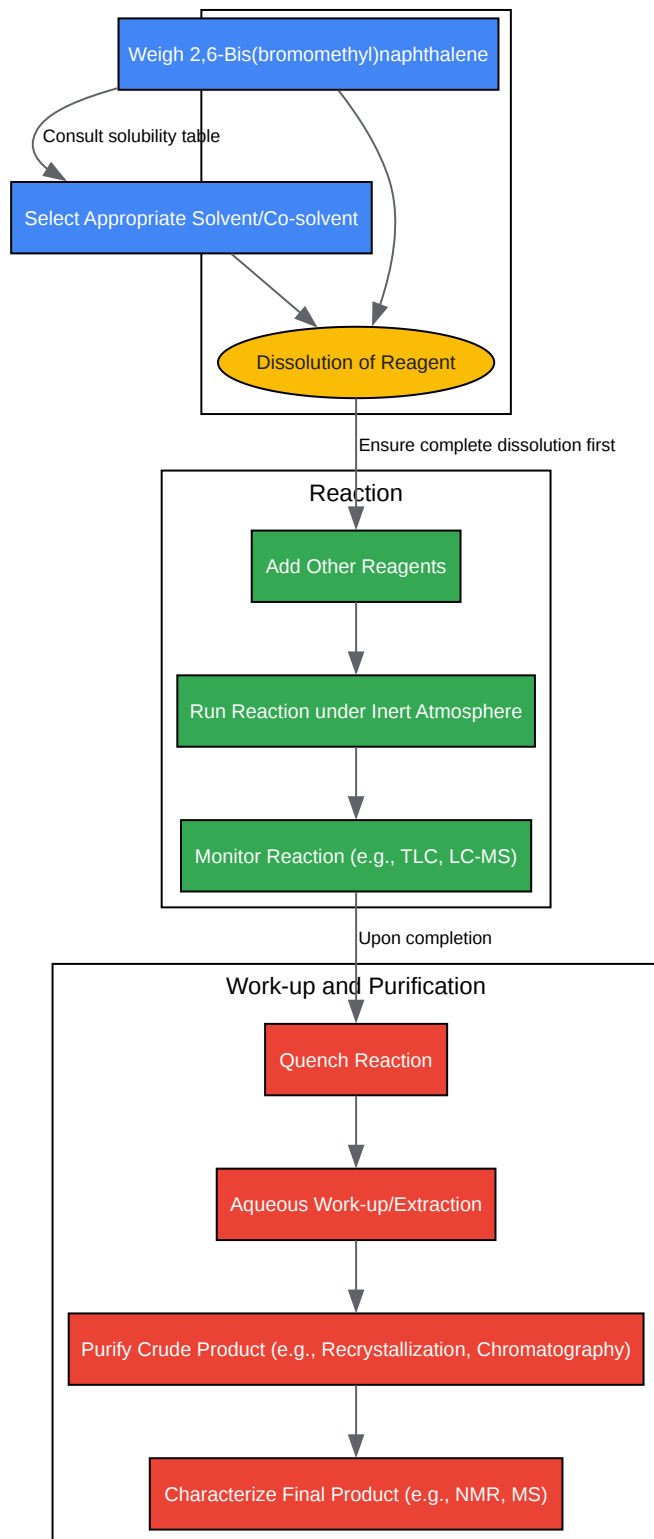 Weigh 2,6-Bis(bromomethyl)naphthalene
Consult solubility table
Select Appropriate Solvent/Co-solvent
Dissolution of Reagent
Ensure complete dissolution first
Reaction
Add Other Reagents
Run Reaction under Inert Atmosphere
Monitor Reaction (e.g., TLC, LC-MS)
Upon completion
Work-up and Purification
Quench Reaction
Aqueous Work-up/Extraction
Purify Crude Product (e.g., Recrystallization, Chromatography)
Characterize Final Product (e.g., NMR, MS)